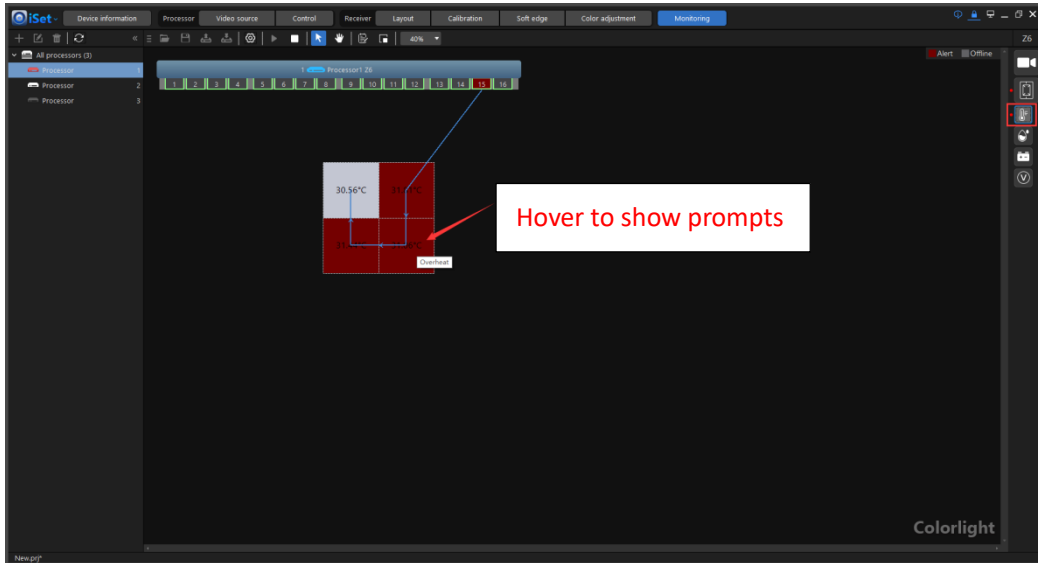 iSet Device information Processor Video source Control Receiver Layout Calibration Soft edge Color adjustment Monitoring
40% Z6
All processors (3) Alert Offline
Processor 1
1 Processor1 Z6
Processor 2
1 2 3 4 5 6 7 8 9 10 11 12 13 14 15 16
Processor 3
30.56°C
Hover to show prompts
Overheat
Colorlight
New.prj*